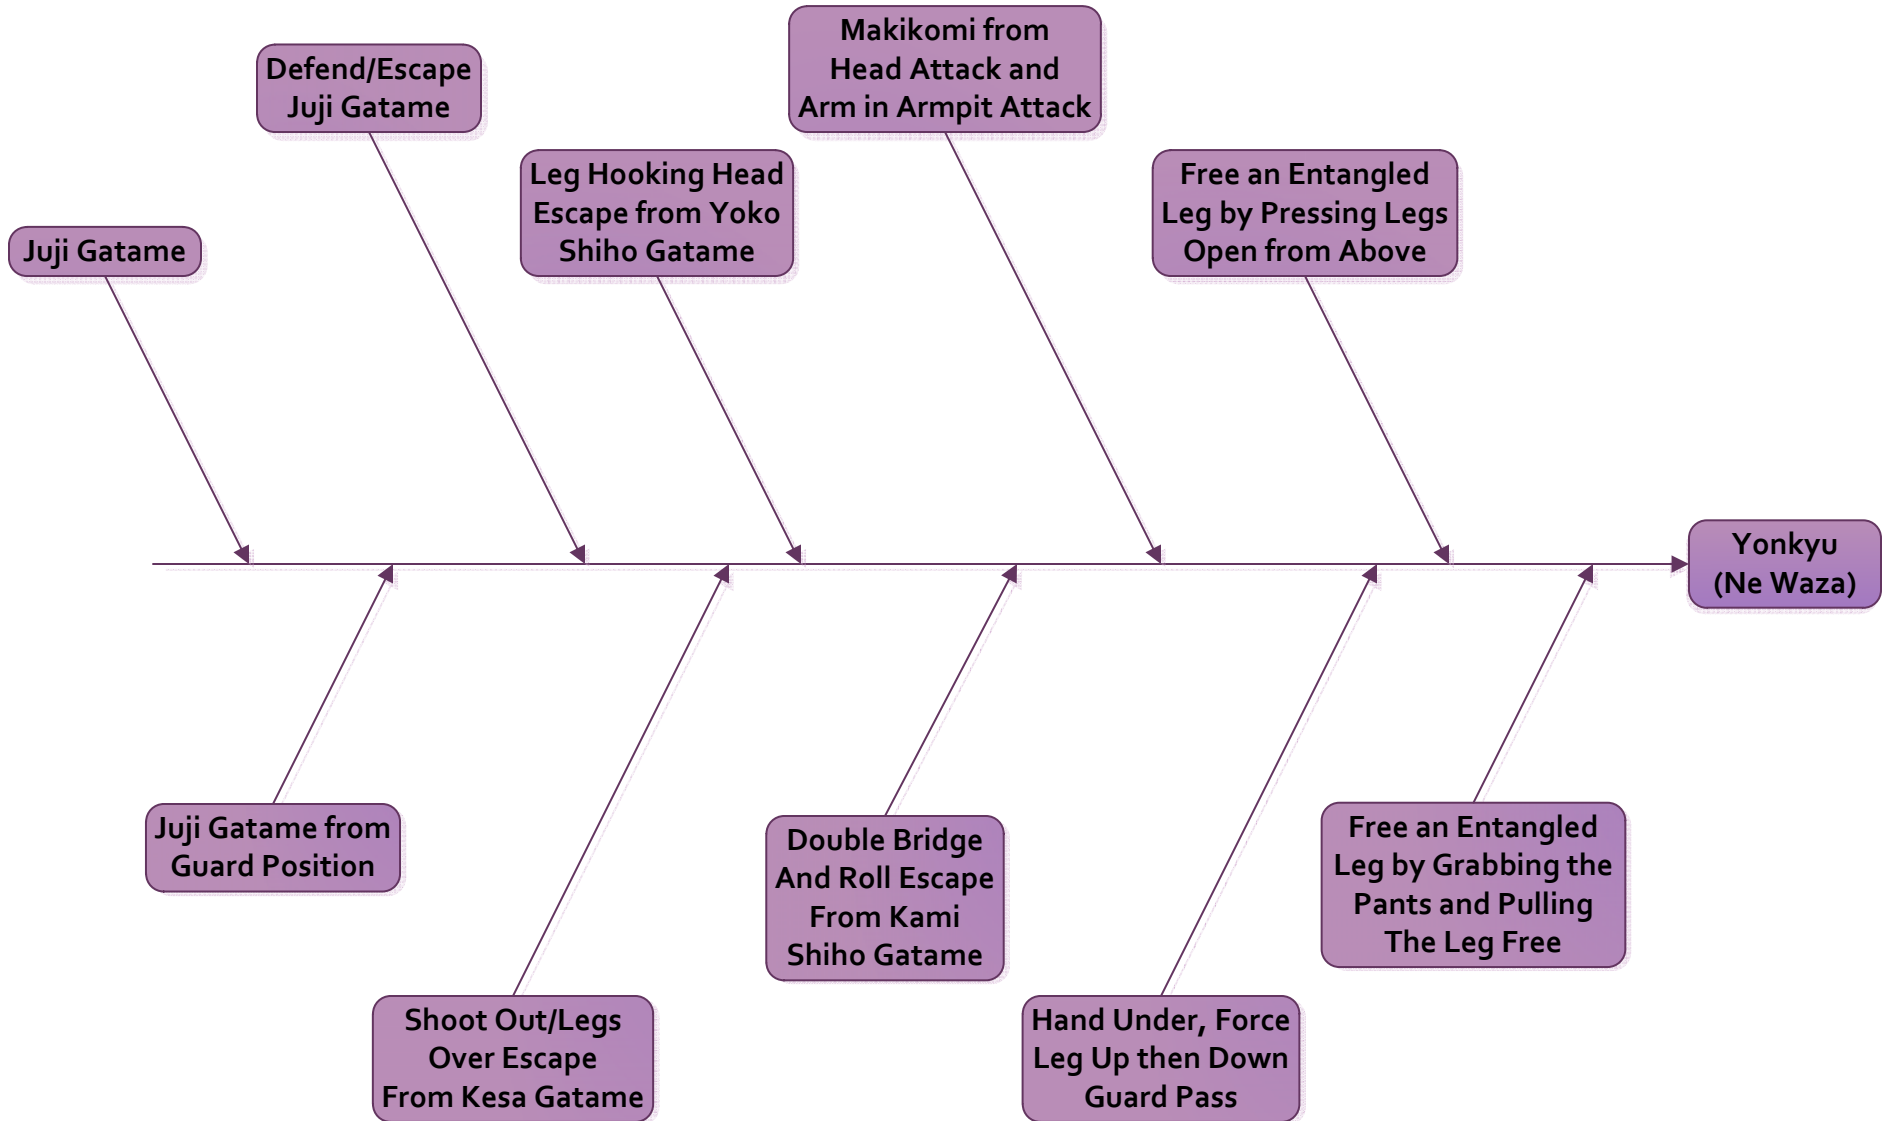 Makikomi from
Head Attack and
Arm in Armpit Attack
Defend/Escape
Juji Gatame
Leg Hooking Head
Escape from Yoko
Shiho Gatame
Free an Entangled
Leg by Pressing Legs
Open from Above
Juji Gatame
Yonkyu
(Ne Waza)
Juji Gatame from
Guard Position
Double Bridge
And Roll Escape
From Kami
Shiho Gatame
Free an Entangled
Leg by Grabbing the
Pants and Pulling
The Leg Free
Shoot Out/Legs
Over Escape
From Kesa Gatame
Hand Under, Force
Leg Up then Down
Guard Pass